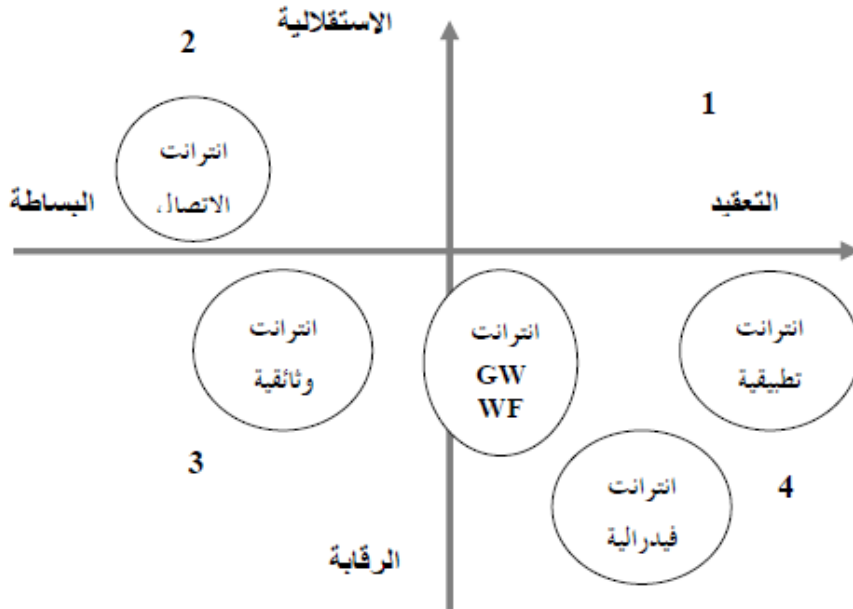 الاستقلالية
2
1
انترانت
الاتصال
البساطة
التعقيد
انترانت
وثائقية
انترانت
GW
WF
انترانت
تطبيقية
3
انترانت
فيدرالية
4
الرقابة